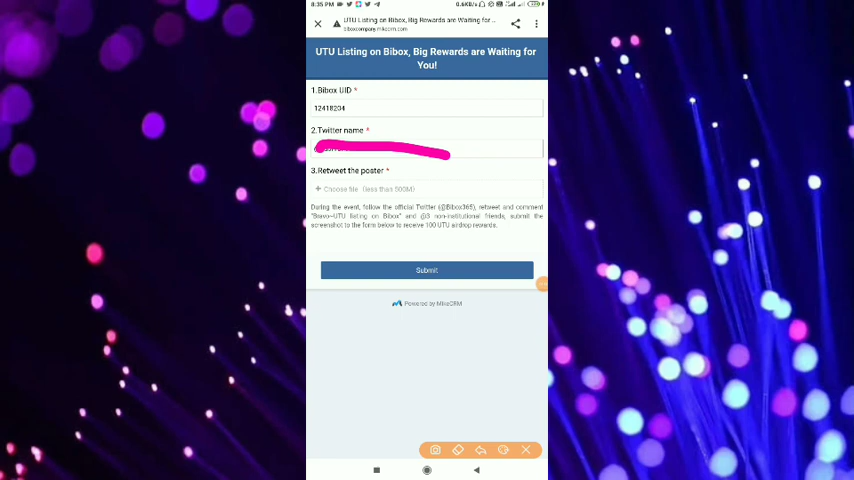 8:35 PM
0.6KB/s
UTU Listing on Bibox, Big Rewards are Waiting for...
biboxcompany.mikecrm.com
UTU Listing on Bibox, Big Rewards are Waiting for
You!
1.Bibox UID *
12418204
2.Twitter name *
3.Retweet the poster *
+ Choose file (less than 500M)
During the event, follow the official Twitter (@Bibox365), retweet and comment
"Bravo–UTU listing on Bibox" and @3 non-institutional friends, submit the
screenshot to the form below to receive 100 UTU airdrop rewards.
Submit
Powered by MikeCRM